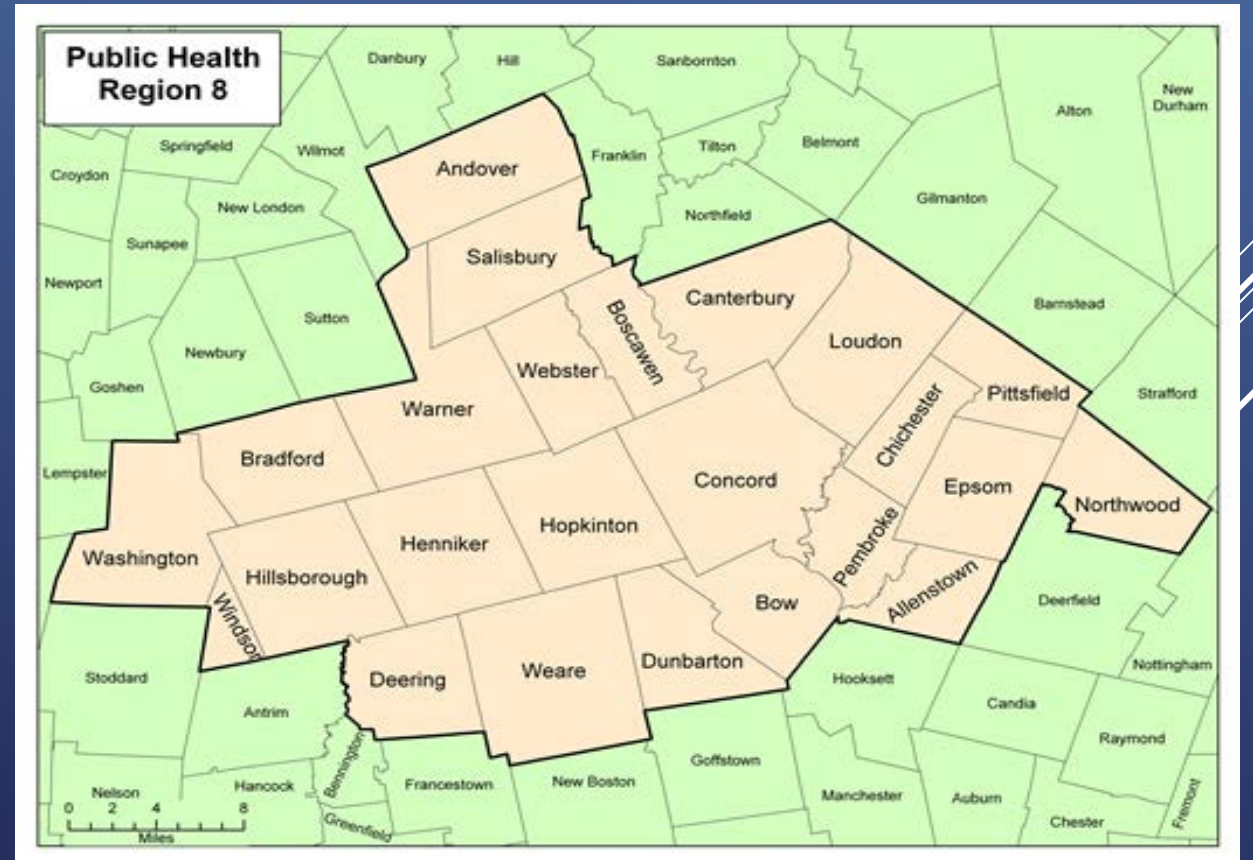 Public Health
Region 8
Danbury
Hill
Sanbornton
Alton
New
Durham
Springfield
Wilmot
Franklin
Tilton
Belmont
Croydon
Andover
New London
Northfield
Gilmanton
Sunapee
Salisbury
Newport
Sutton
Boscawen
Canterbury
Barnstead
Newbury
Webster
Loudon
Goshen
Warner
Chichester
Pittsfield
Strafford
Lempster
Bradford
Concord
Epsom
Northwood
Washington
Hillsborough
Henniker
Hopkinton
Pembroke
Windsor
Bow
Allenstown
Deerfield
Stoddard
Deering
Weare
Dunbarton
Hooksett
Nottingham
Antrim
Candia
Raymond
Nelson
Hancock
Bennington
Francestown
New Boston
Goffstown
Manchester
Auburn
Chester
Fremont
Greenfield
0 2 4 8
Miles